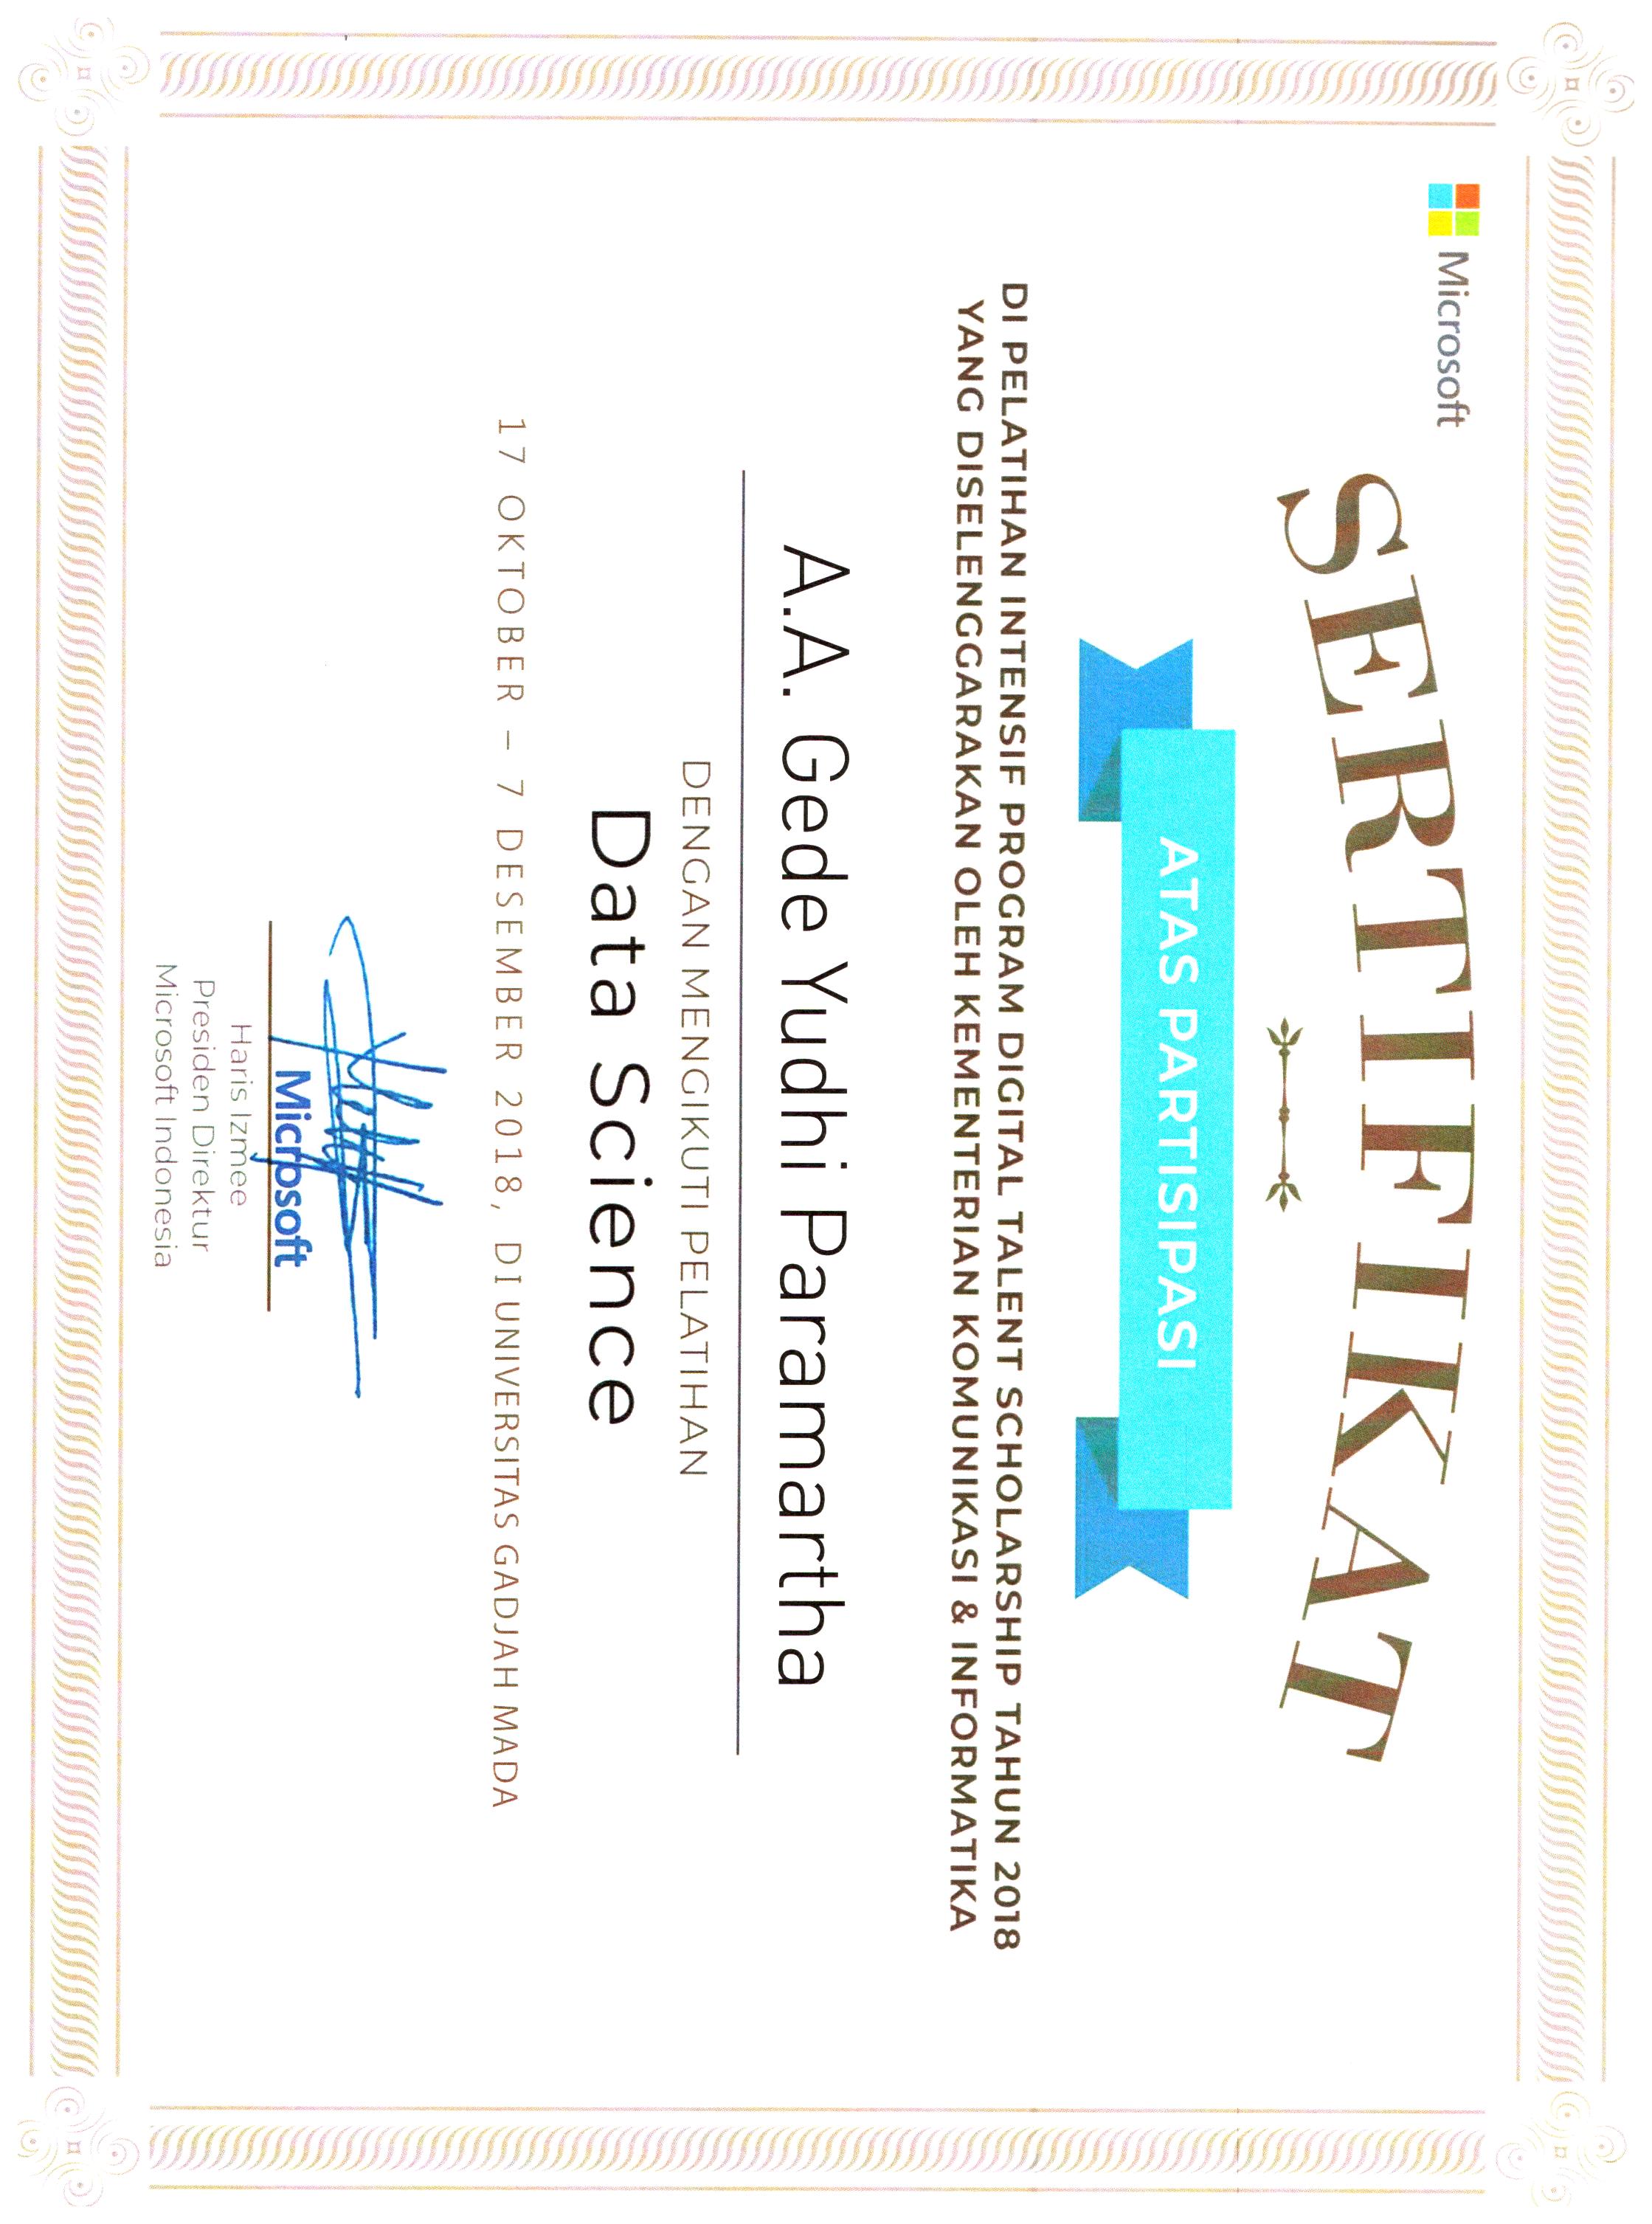 Microsoft
SERTIFIKAT
ATAS PARTISIPASI
DI PELATIHAN INTENSIF PROGRAM DIGITAL TALENT SCHOLARSHIP TAHUN 2018
YANG DISELENGGARAKAN OLEH KEMENTERIAN KOMUNIKASI & INFORMATIKA
A.A. Gede Yudhi Paramartha
DENGAN MENGIKUTI PELATIHAN
Data Science
17 OKTOBER – 7 DESEMBER 2018, DI UNIVERSITAS GADJAH MADA
Microsoft
Haris Izmee
Presiden Direktur
Microsoft Indonesia